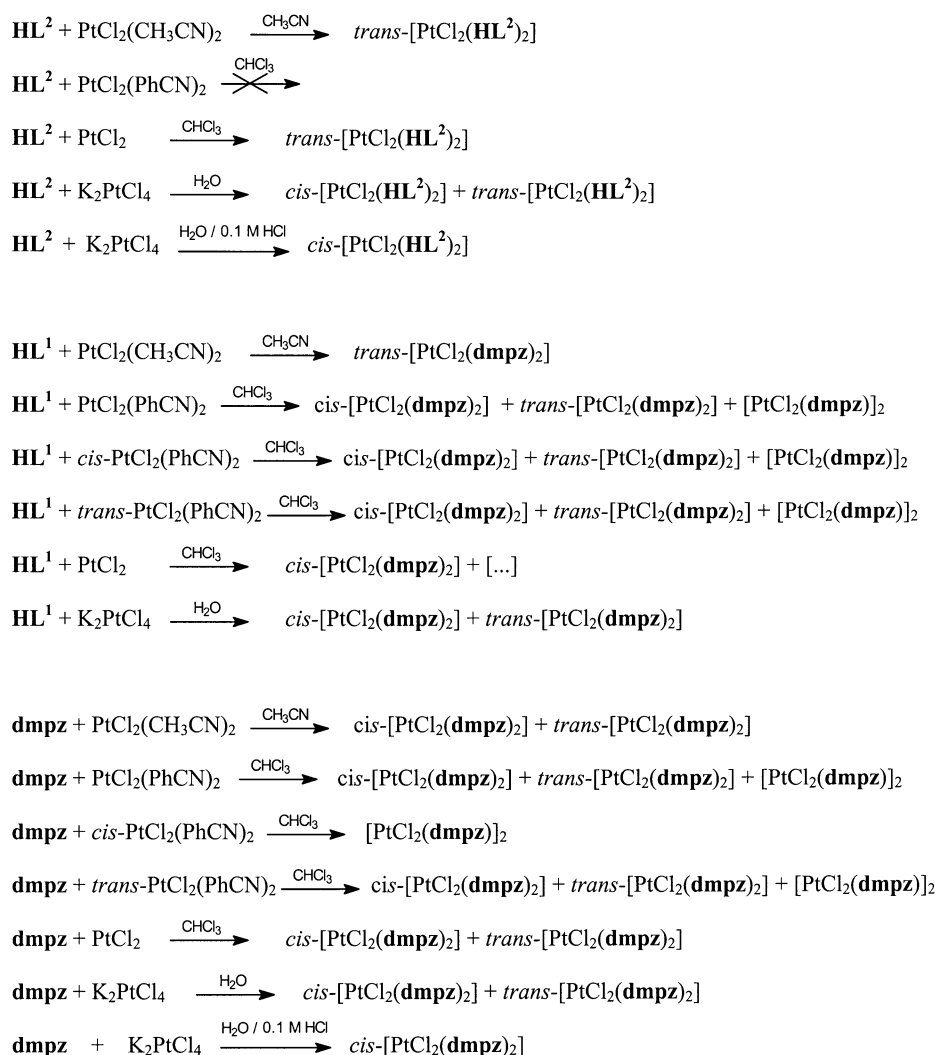 HL² + PtCl₂(CH₃CN)₂ CH₃CN → trans-[PtCl₂(HL²)₂]
HL² + PtCl₂(PhCN)₂ CHCl₃ →
HL² + PtCl₂ CHCl₃ → trans-[PtCl₂(HL²)₂]
HL² + K₂PtCl₄ H₂O → cis-[PtCl₂(HL²)₂] + trans-[PtCl₂(HL²)₂]
HL² + K₂PtCl₄ H₂O / 0.1 M HCl → cis-[PtCl₂(HL²)₂]
HL¹ + PtCl₂(CH₃CN)₂ CH₃CN → trans-[PtCl₂(dmpz)₂]
HL¹ + PtCl₂(PhCN)₂ CHCl₃ → cis-[PtCl₂(dmpz)₂] + trans-[PtCl₂(dmpz)₂] + [PtCl₂(dmpz)]₂
HL¹ + cis-PtCl₂(PhCN)₂ CHCl₃ → cis-[PtCl₂(dmpz)₂] + trans-[PtCl₂(dmpz)₂] + [PtCl₂(dmpz)]₂
HL¹ + trans-PtCl₂(PhCN)₂ CHCl₃ → cis-[PtCl₂(dmpz)₂] + trans-[PtCl₂(dmpz)₂] + [PtCl₂(dmpz)]₂
HL¹ + PtCl₂ CHCl₃ → cis-[PtCl₂(dmpz)₂] + [...]
HL¹ + K₂PtCl₄ H₂O → cis-[PtCl₂(dmpz)₂] + trans-[PtCl₂(dmpz)₂]
dmpz + PtCl₂(CH₃CN)₂ CH₃CN → cis-[PtCl₂(dmpz)₂] + trans-[PtCl₂(dmpz)₂]
dmpz + PtCl₂(PhCN)₂ CHCl₃ → cis-[PtCl₂(dmpz)₂] + trans-[PtCl₂(dmpz)₂] + [PtCl₂(dmpz)]₂
dmpz + cis-PtCl₂(PhCN)₂ CHCl₃ → [PtCl₂(dmpz)]₂
dmpz + trans-PtCl₂(PhCN)₂ CHCl₃ → cis-[PtCl₂(dmpz)₂] + trans-[PtCl₂(dmpz)₂] + [PtCl₂(dmpz)]₂
dmpz + PtCl₂ CHCl₃ → cis-[PtCl₂(dmpz)₂] + trans-[PtCl₂(dmpz)₂]
dmpz + K₂PtCl₄ H₂O → cis-[PtCl₂(dmpz)₂] + trans-[PtCl₂(dmpz)₂]
dmpz + K₂PtCl₄ H₂O / 0.1 M HCl → cis-[PtCl₂(dmpz)₂]